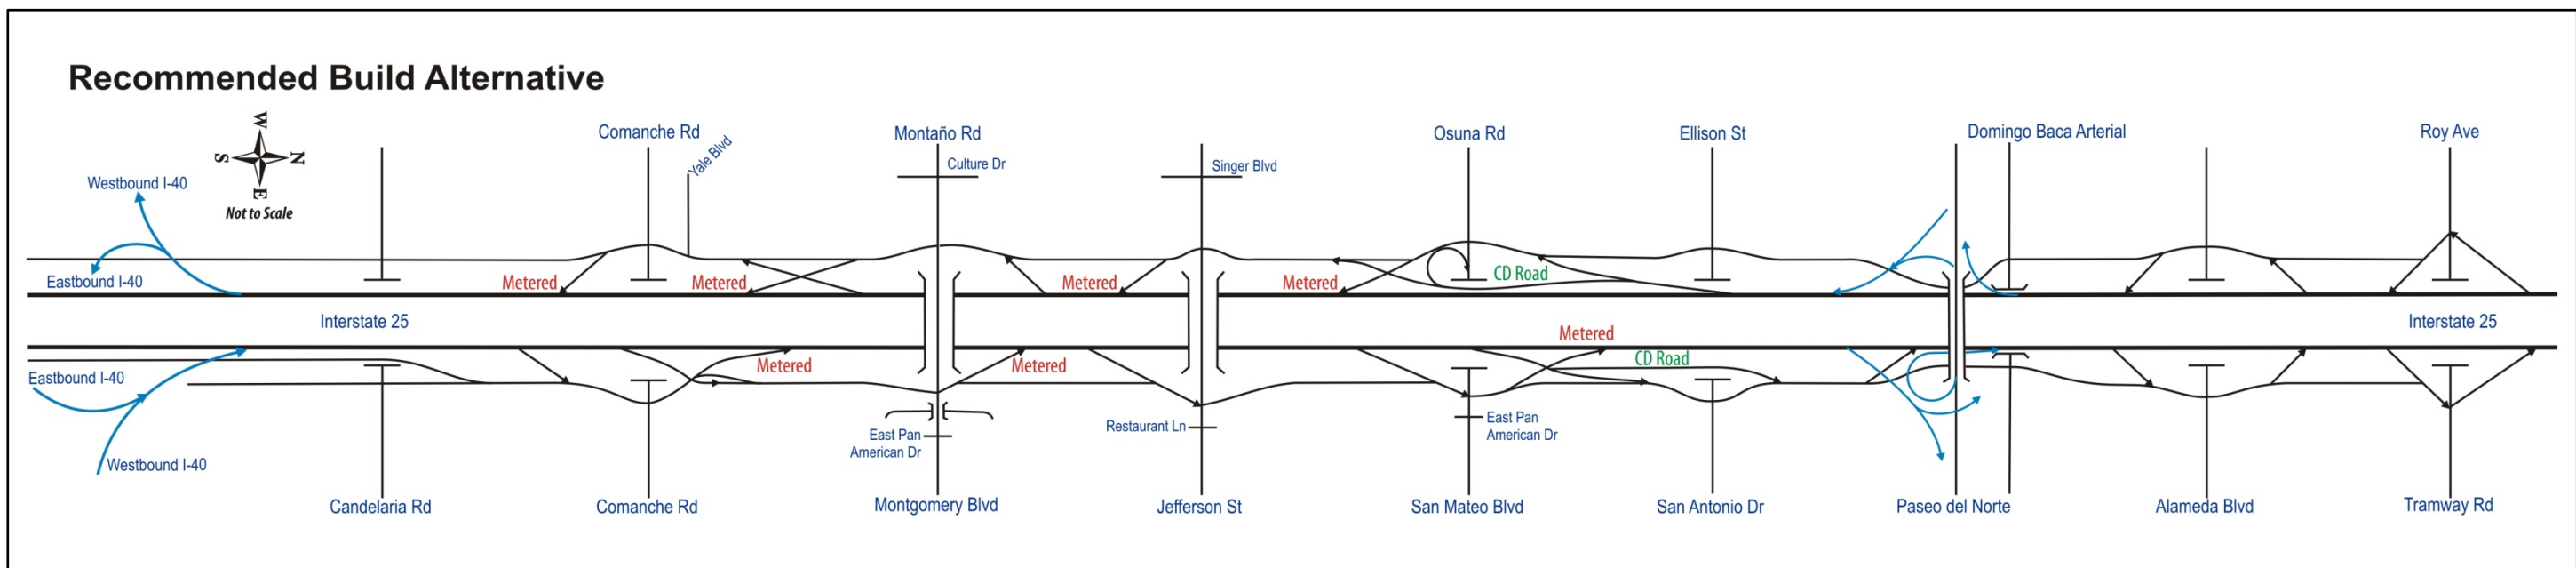 Recommended Build Alternative
W
S
N
E
Not to Scale
Westbound I-40
Eastbound I-40
Comanche Rd
Yale Blvd
Montaño Rd
Culture Dr
Singer Blvd
Osuna Rd
Ellison St
Domingo Baca Arterial
Roy Ave
Metered
Metered
Metered
Metered
CD Road
Interstate 25
Interstate 25
Metered
Metered
Metered
CD Road
Eastbound I-40
Westbound I-40
East Pan
American Dr
Restaurant Ln
East Pan
American Dr
Candelaria Rd
Comanche Rd
Montgomery Blvd
Jefferson St
San Mateo Blvd
San Antonio Dr
Paseo del Norte
Alameda Blvd
Tramway Rd